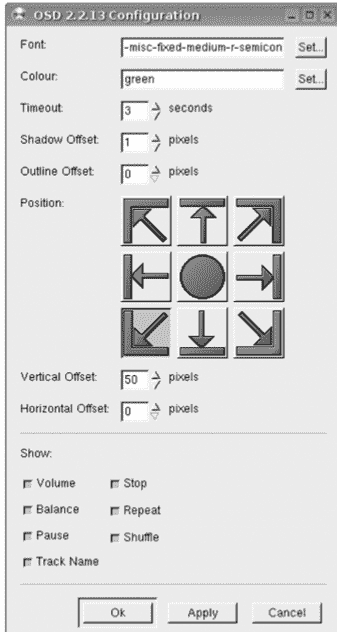 OSD 2.2.13 Configuration
Font: -misc-fixed-medium-r-semicon Set...
Colour: green Set...
Timeout: 3 seconds
Shadow Offset: 1 pixels
Outline Offset: 0 pixels
Position:
Vertical Offset: 50 pixels
Horizontal Offset: 0 pixels
Show:
Volume Stop
Balance Repeat
Pause Shuffle
Track Name
Ok Apply Cancel